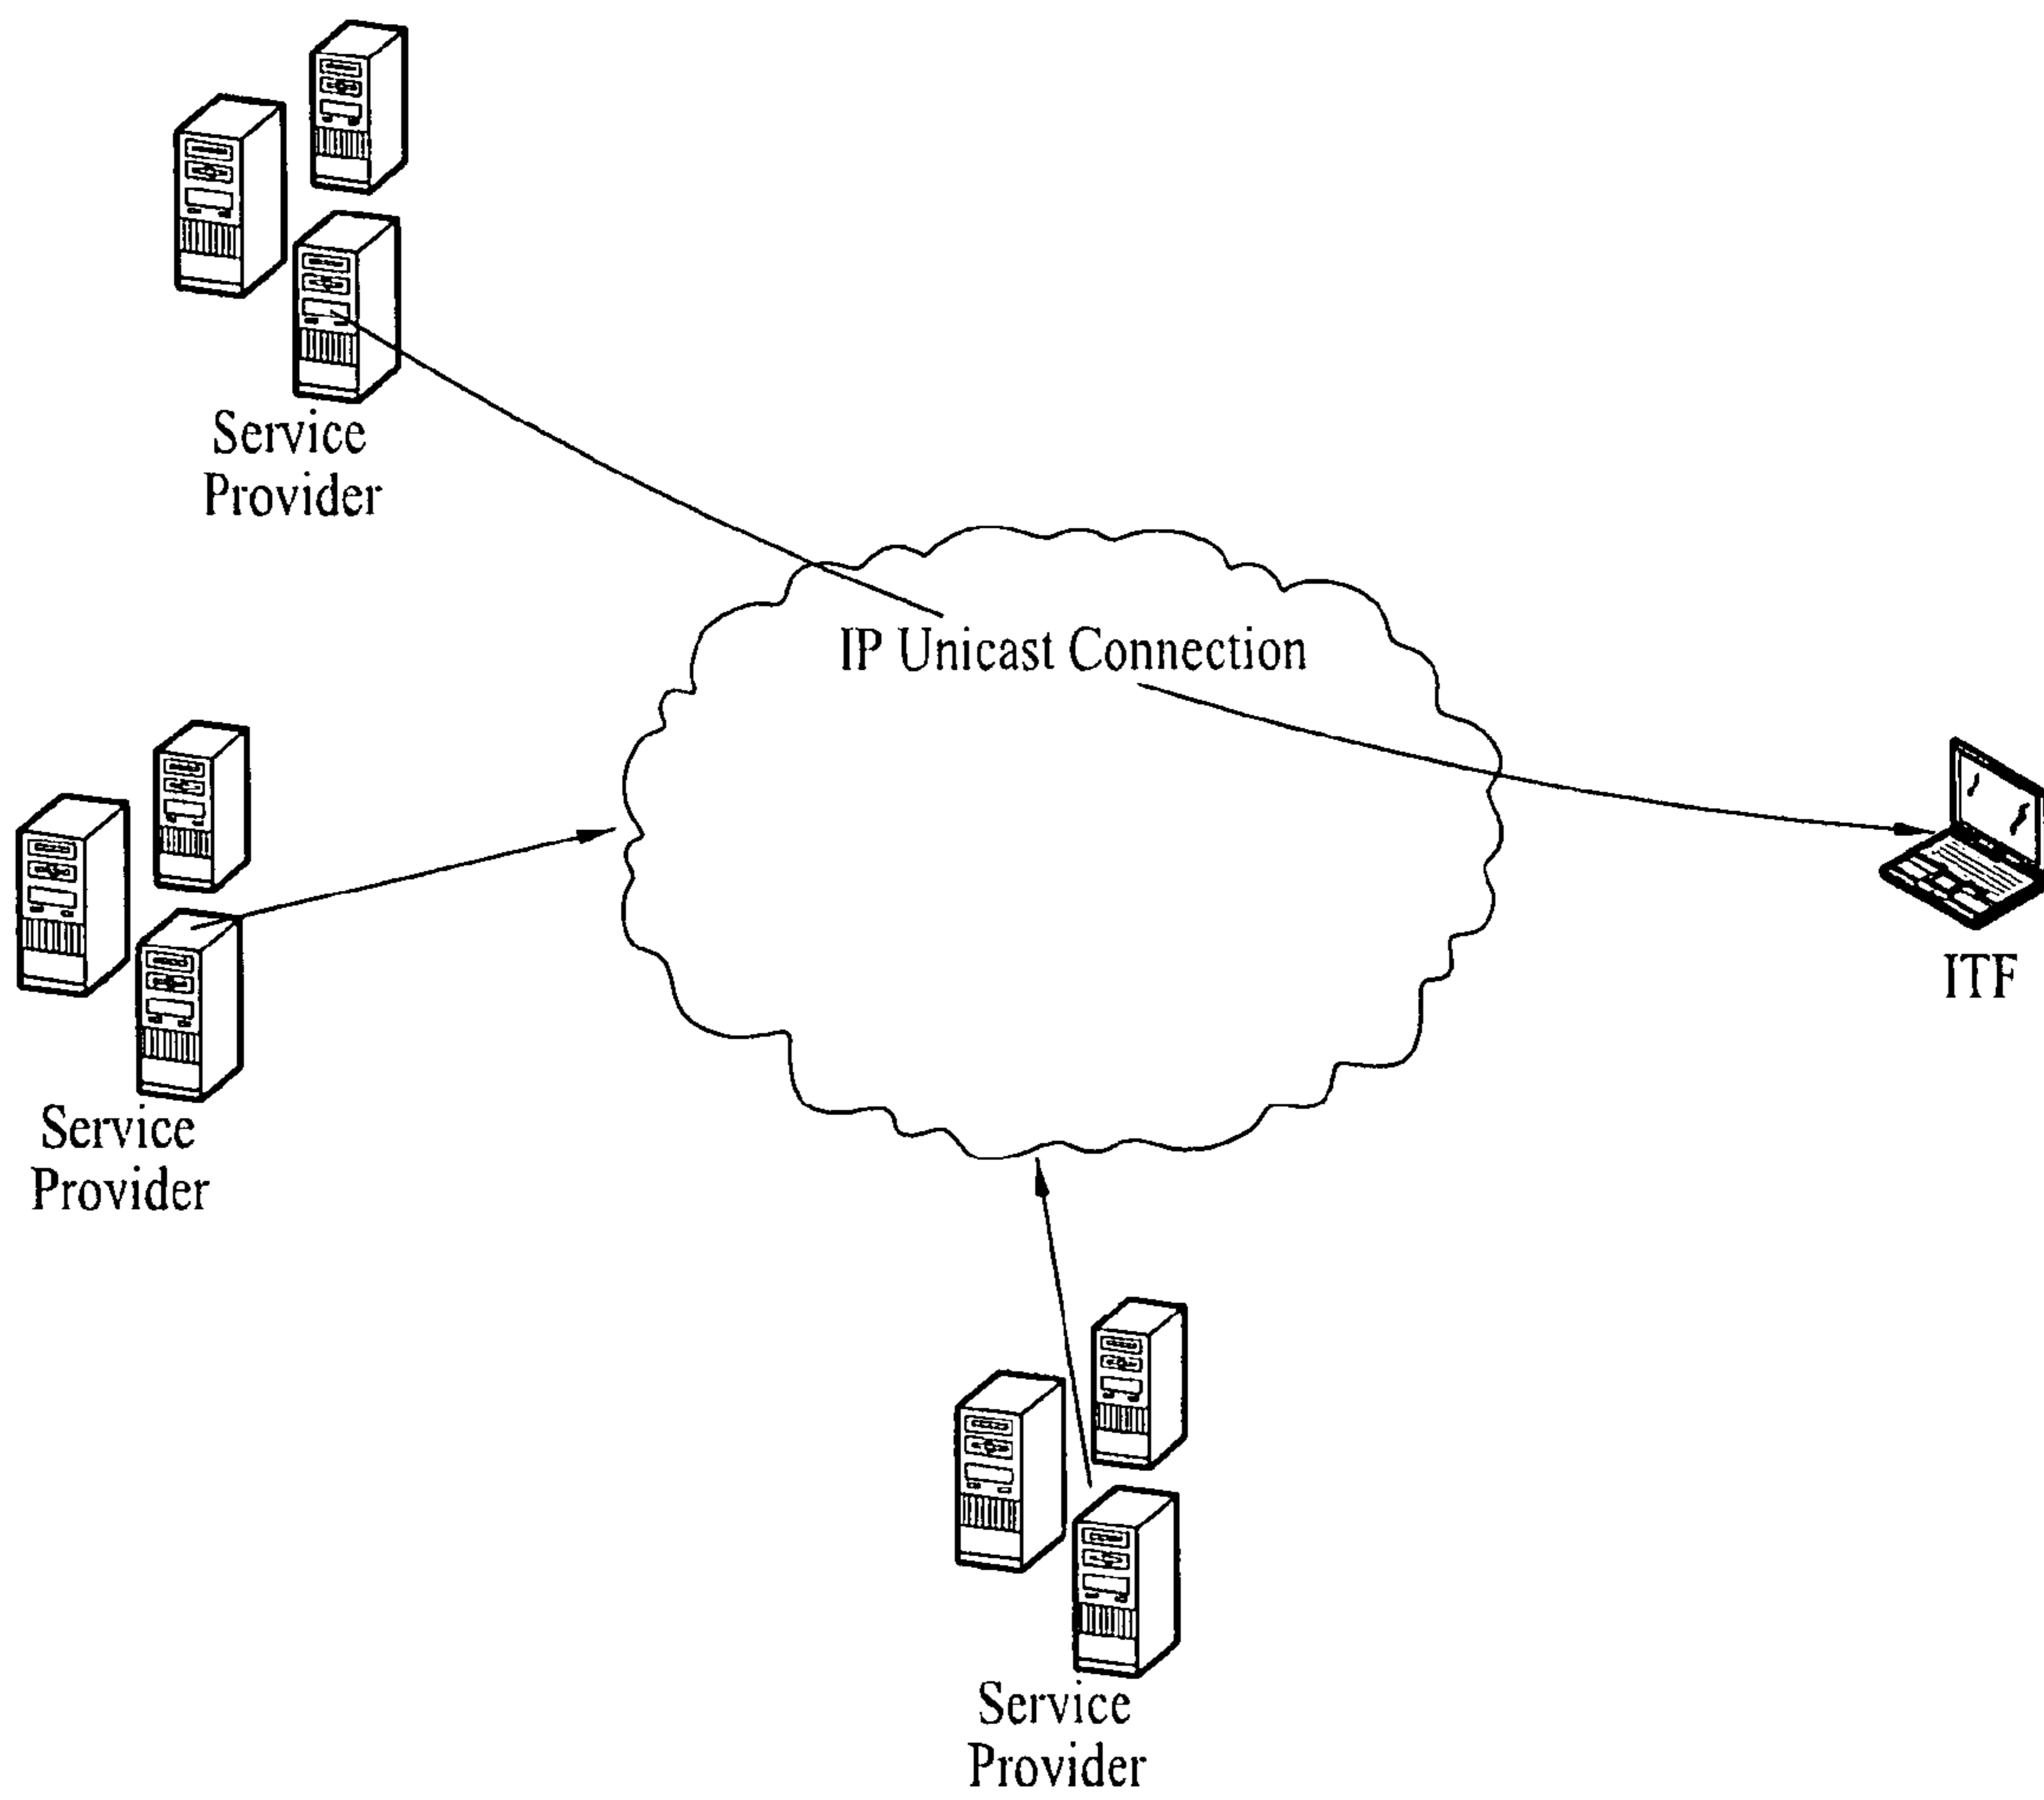 Service
Provider
IP Unicast Connection
Service
Provider
ITF
Service
Provider